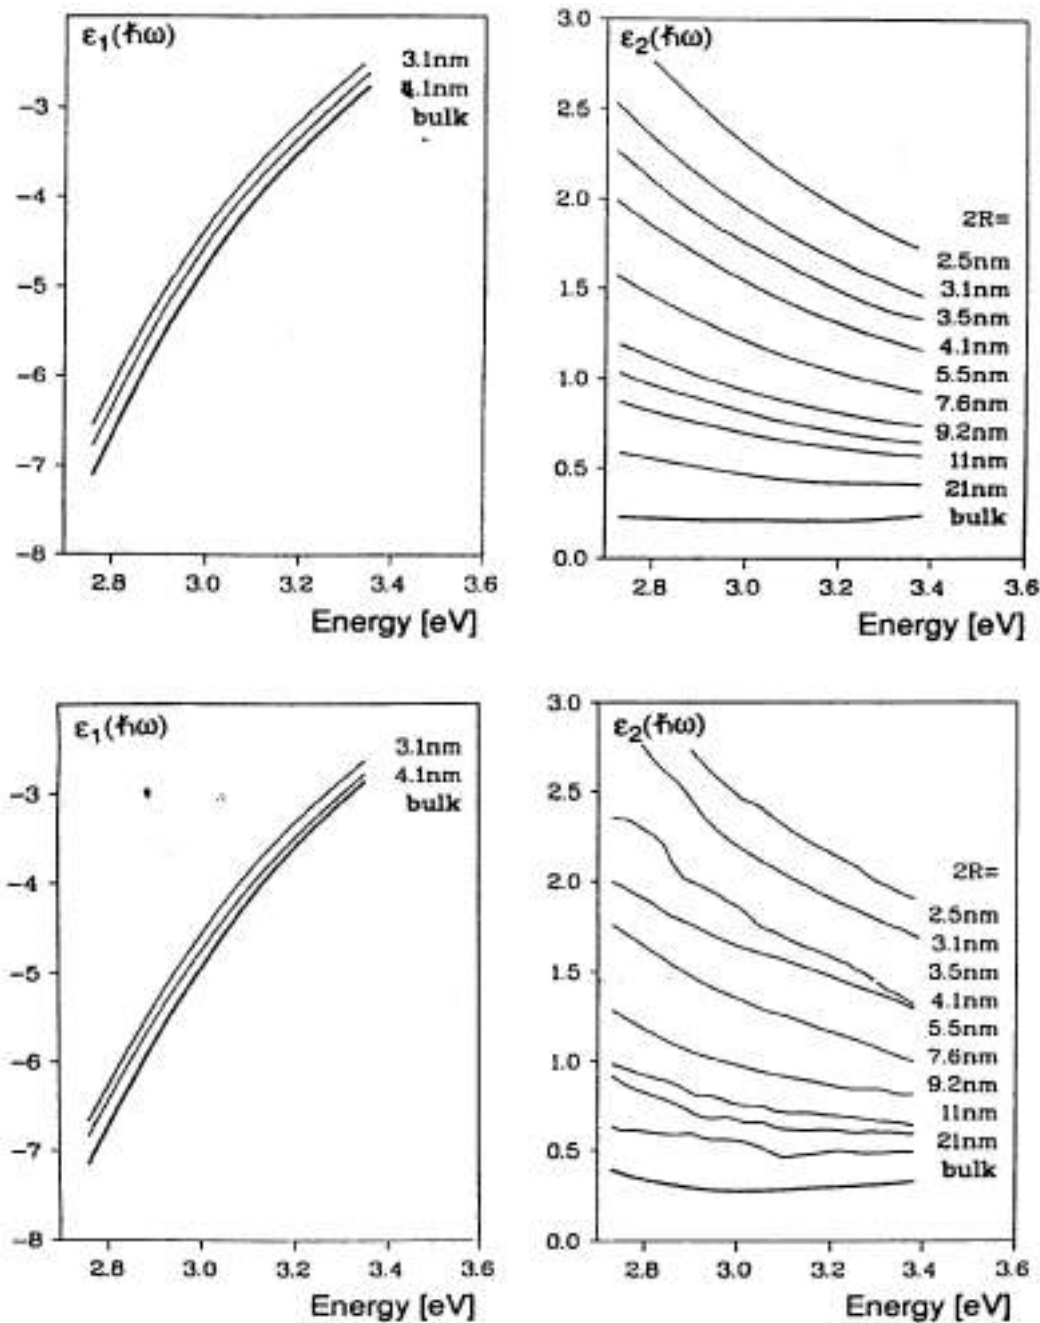 ε₁(ħω)
3.1nm
4.1nm
bulk
−3
−4
−5
−6
−7
−8
2.8 3.0 3.2 3.4 3.6
Energy [eV]
3.0
ε₂(ħω)
2.5
2.0
1.5
1.0
0.5
0.0
2R=
2.5nm
3.1nm
3.5nm
4.1nm
5.5nm
7.6nm
9.2nm
11nm
21nm
bulk
2.8 3.0 3.2 3.4 3.6
Energy [eV]
ε₁(ħω)
3.1nm
4.1nm
bulk
−3
−4
−5
−6
−7
−8
2.8 3.0 3.2 3.4 3.6
Energy [eV]
3.0
ε₂(ħω)
2.5
2.0
1.5
1.0
0.5
0.0
2R=
2.5nm
3.1nm
3.5nm
4.1nm
5.5nm
7.6nm
9.2nm
11nm
21nm
bulk
2.8 3.0 3.2 3.4 3.6
Energy [eV]